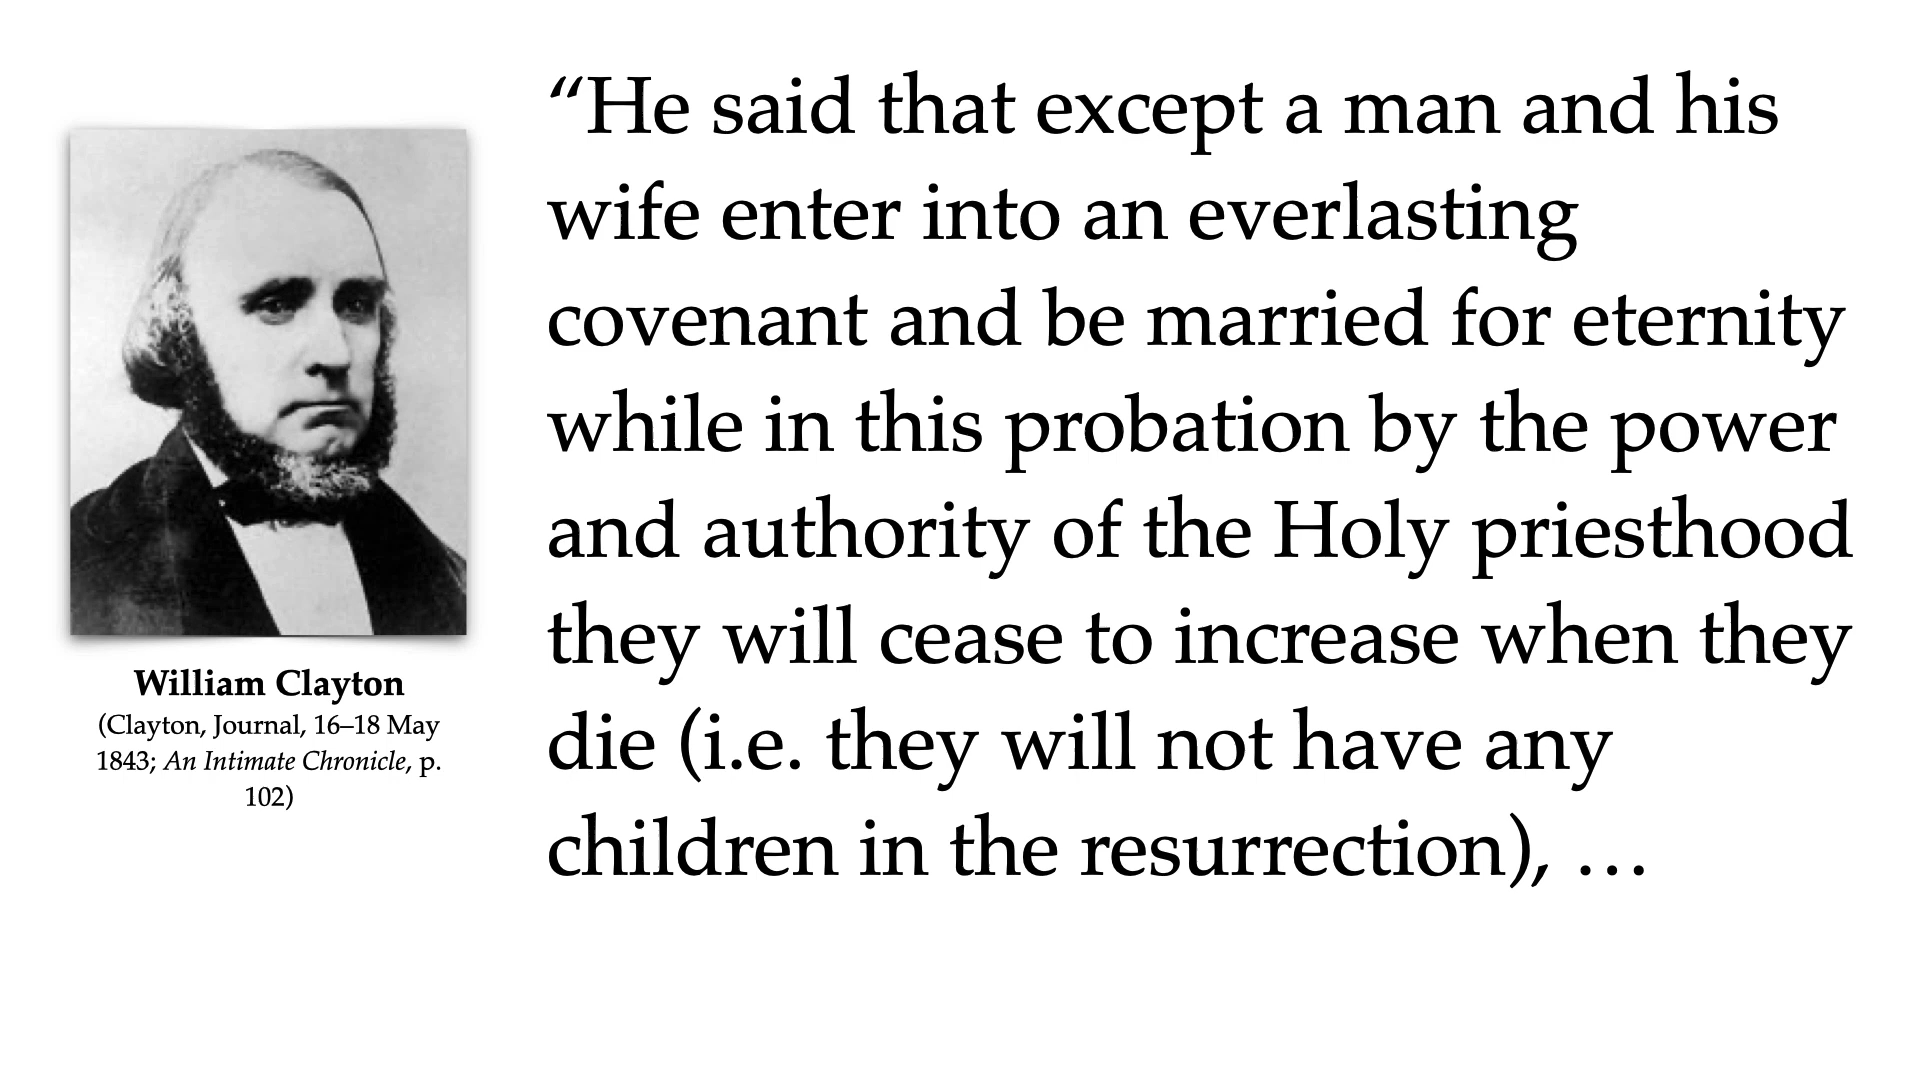 “He said that except a man and his
wife enter into an everlasting
covenant and be married for eternity
while in this probation by the power
and authority of the Holy priesthood
they will cease to increase when they
die (i.e. they will not have any
children in the resurrection), …
William Clayton
(Clayton, Journal, 16–18 May
1843; An Intimate Chronicle, p.
102)